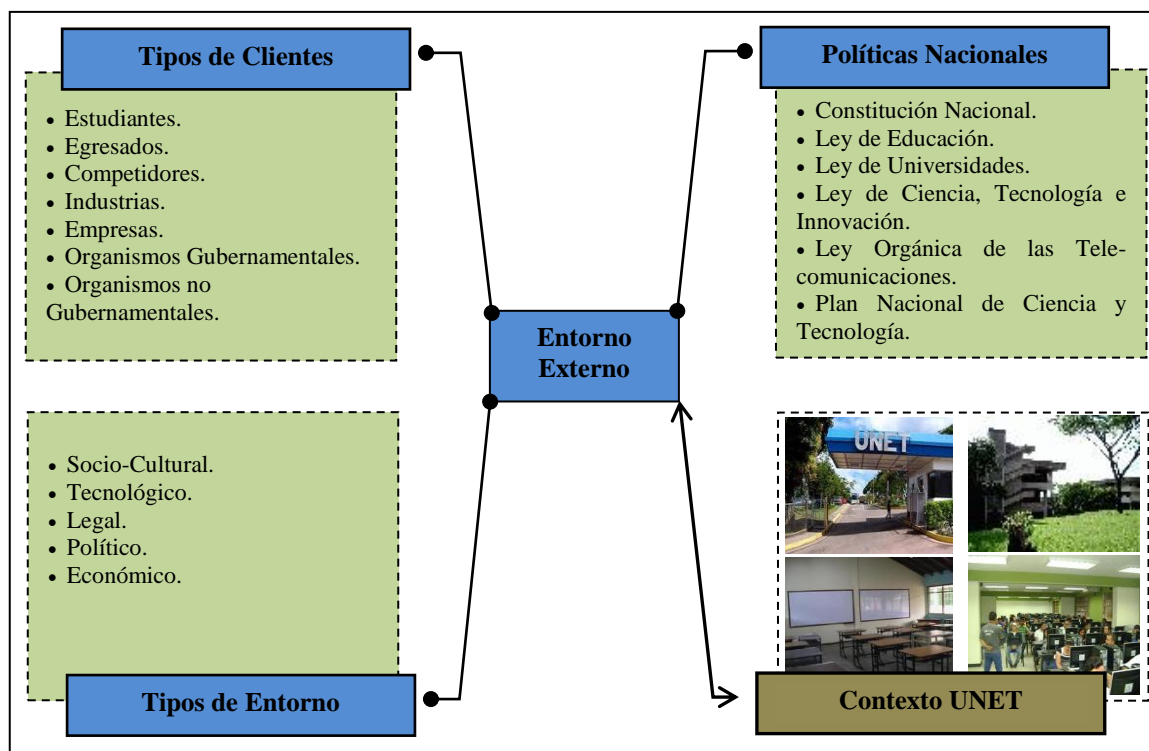 Tipos de Clientes
• Estudiantes.
• Egresados.
• Competidores.
• Industrias.
• Empresas.
• Organismos Gubernamentales.
• Organismos no
Gubernamentales.
Políticas Nacionales
• Constitución Nacional.
• Ley de Educación.
• Ley de Universidades.
• Ley de Ciencia, Tecnología e
Innovación.
• Ley Orgánica de las Tele-
comunicaciones.
• Plan Nacional de Ciencia y
Tecnología.
Entorno
Externo
• Socio-Cultural.
• Tecnológico.
• Legal.
• Político.
• Económico.
Tipos de Entorno
UNET
Contexto UNET